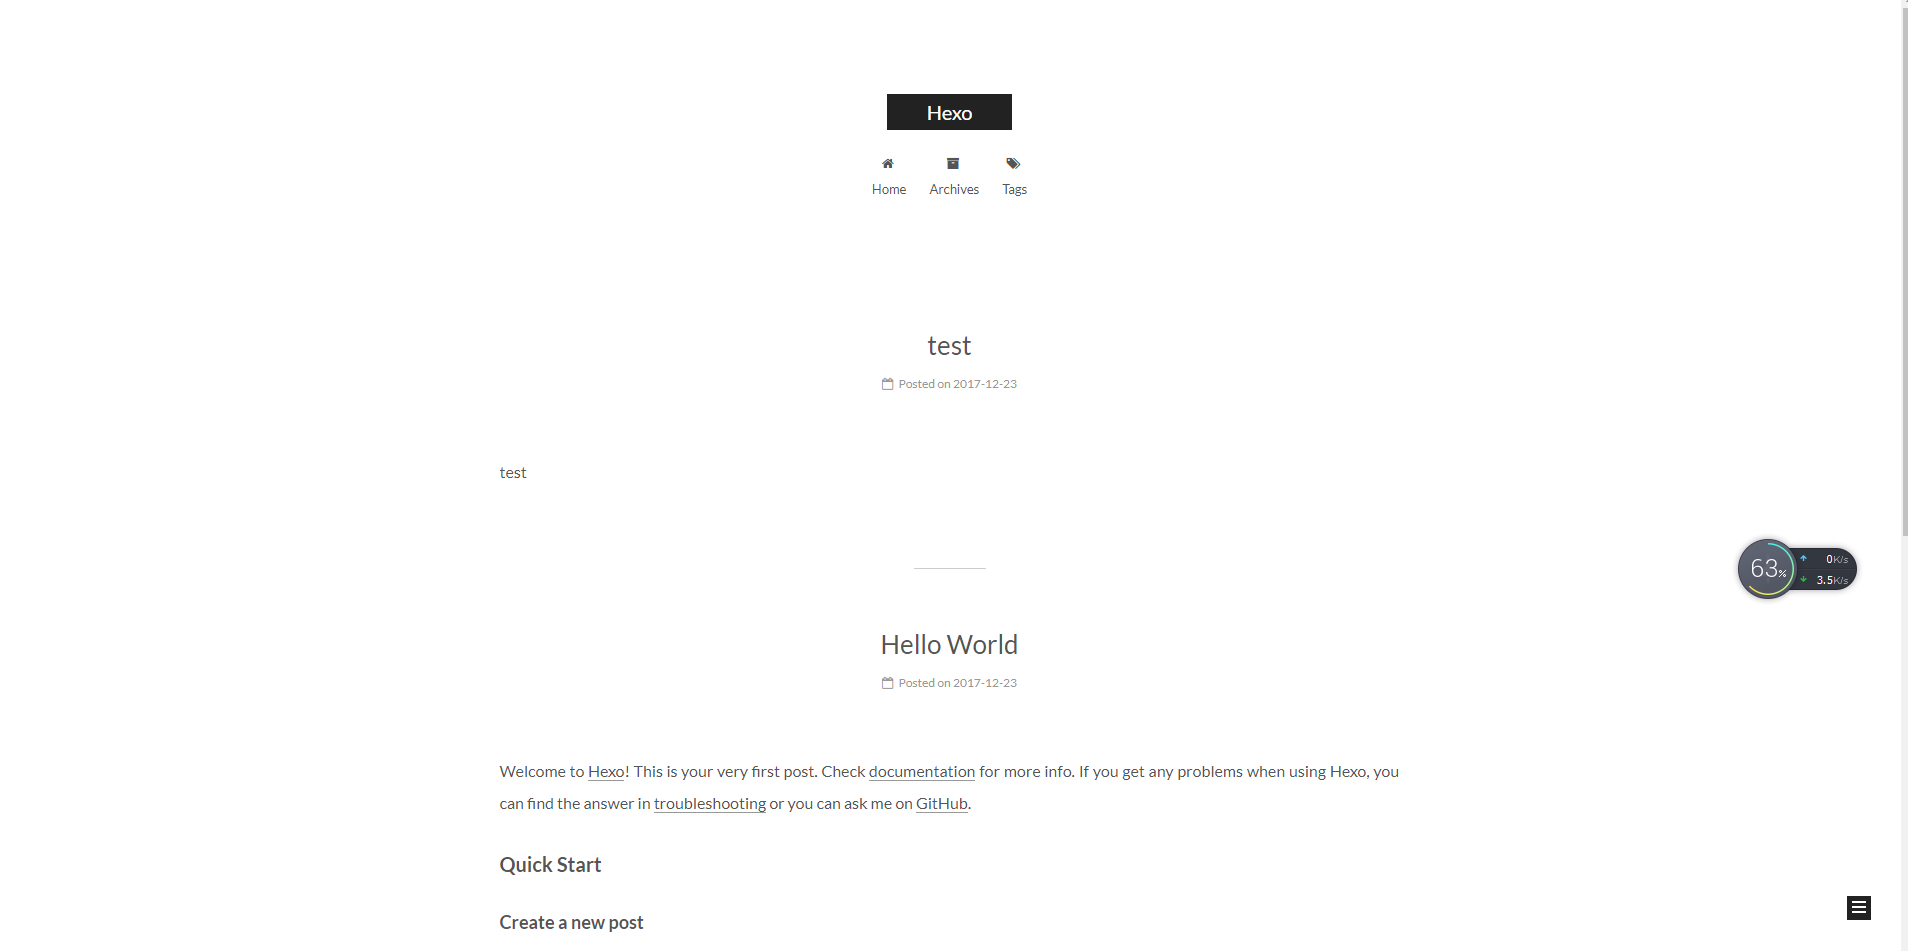 Hexo
Home Archives Tags
test
Posted on 2017-12-23
test
63%
0K/s
3.5K/s
Hello World
Posted on 2017-12-23
Welcome to Hexo! This is your very first post. Check documentation for more info. If you get any problems when using Hexo, you
can find the answer in troubleshooting or you can ask me on GitHub.
Quick Start
Create a new post